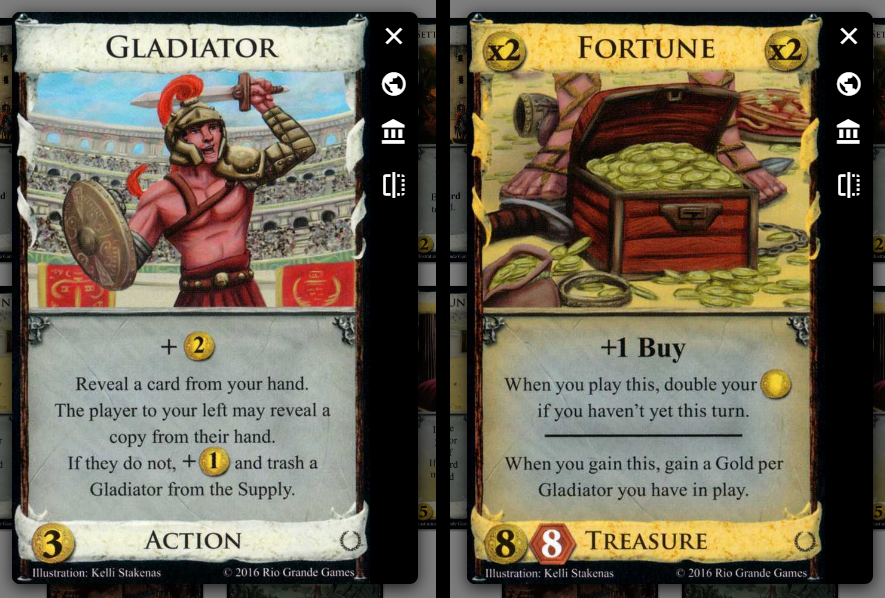 GLADIATOR
+ 2
Reveal a card from your hand.
The player to your left may reveal a
copy from their hand.
If they do not, + 1 and trash a
Gladiator from the Supply.
3 ACTION
Illustration: Kelli Stakenas © 2016 Rio Grande Games
x2 FORTUNE x2
+1 Buy
When you play this, double your
if you haven't yet this turn.
When you gain this, gain a Gold per
Gladiator you have in play.
8 8 TREASURE
Illustration: Kelli Stakenas © 2016 Rio Grande Games